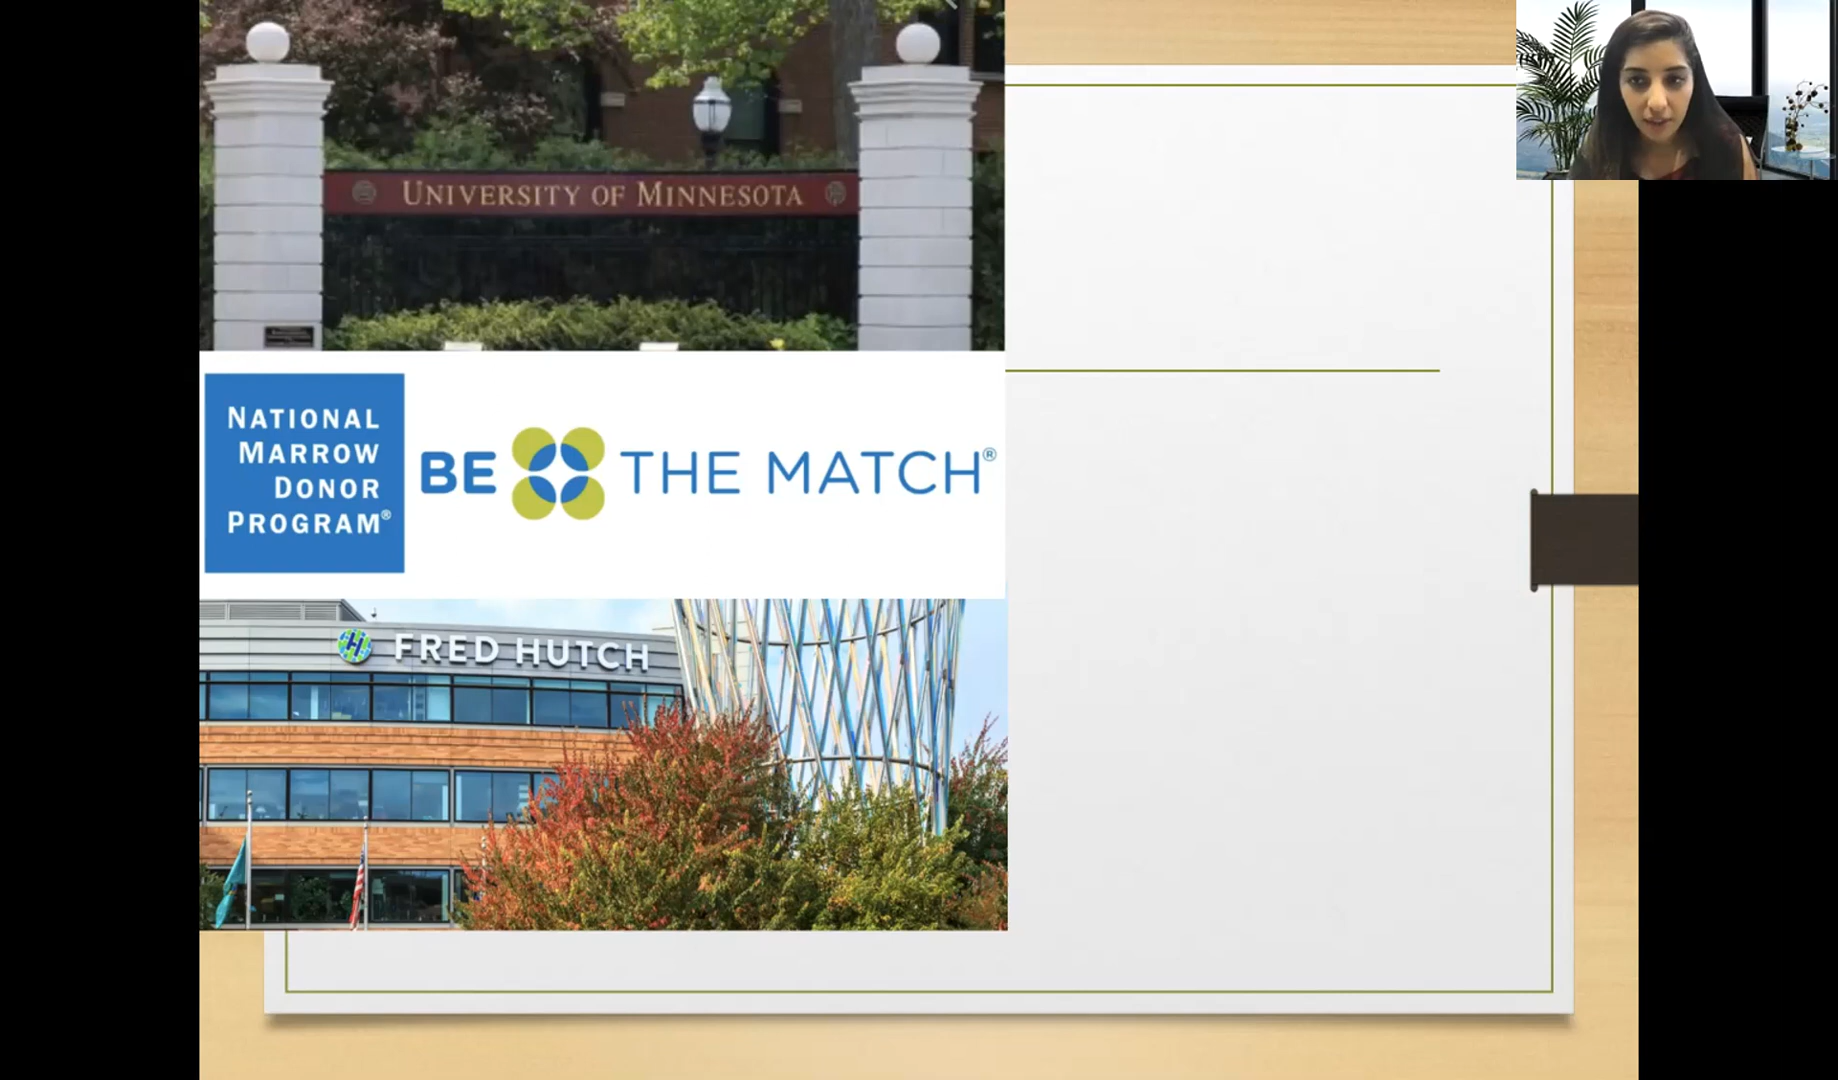 UNIVERSITY OF MINNESOTA
NATIONAL
MARROW
DONOR
PROGRAM®
BE THE MATCH®
FRED HUTCH